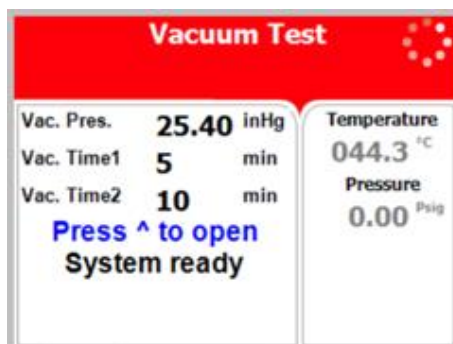 Vacuum Test
Vac. Pres. 25.40 inHg
Vac. Time1 5 min
Vac. Time2 10 min
Press ^ to open
System ready
Temperature
044.3 °C
Pressure
0.00 Psig